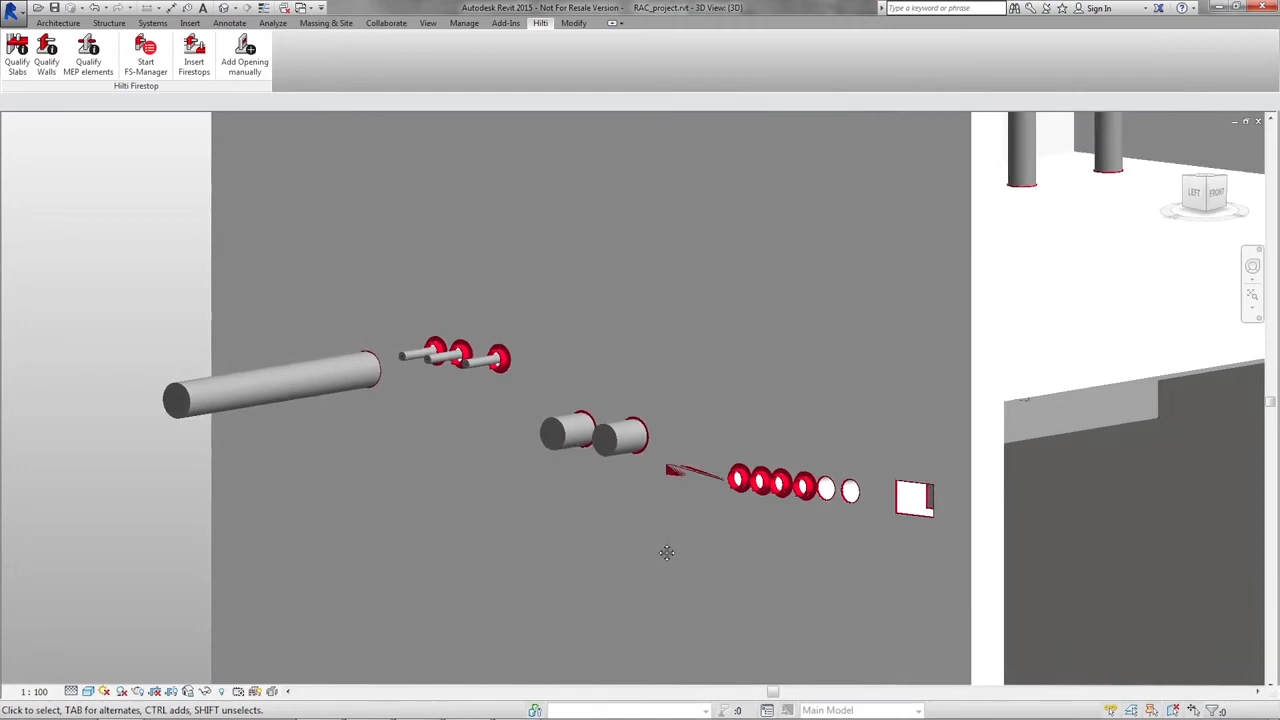 Autodesk Revit 2015 - Not For Resale Version - RAC_project.rvt - 3D View: {3D}
Type a keyword or phrase
Sign In
Architecture Structure Systems Insert Annotate Analyze Massing & Site Collaborate View Manage Add-Ins Hilti Modify
Qualify Slabs
Qualify Walls
Qualify MEP elements
Start FS-Manager
Insert Firestops
Add Opening manually
Hilti Firestop
LEFT FRONT
1 : 100
Click to select, TAB for alternates, CTRL adds, SHIFT unselects.
:0
Main Model
:0